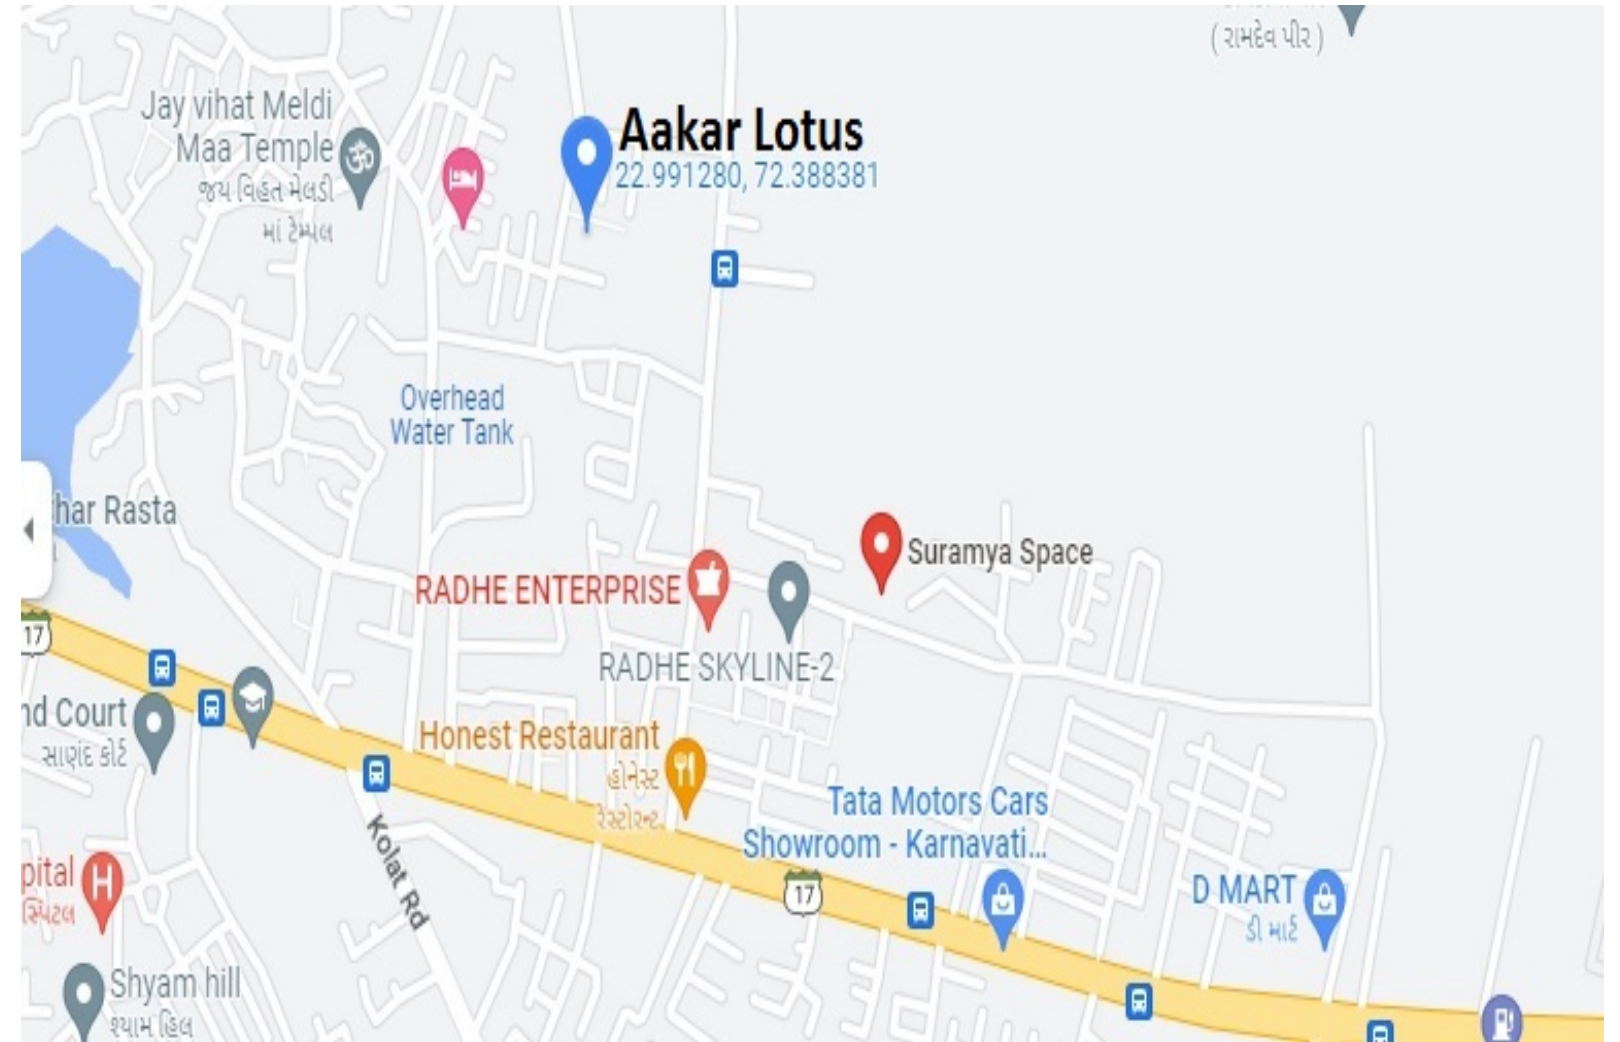 ( રામદેવ પીર )
Jay vihat Meldi
Maa Temple
જય વિહત મેલડી
માં ટેમ્પલ
Aakar Lotus
22.991280, 72.388381
Overhead
Water Tank
har Rasta
Suramya Space
RADHE ENTERPRISE
RADHE SKYLINE-2
17
nd Court
સાણંદ કોર્ટ
Honest Restaurant
હોનેસ્ટ
રેસ્ટોરન્ટ
Tata Motors Cars
Showroom - Karnavati...
Kolat Rd
17
D MART
ડી માર્ટ
pital
સ્પિટલ
H
Shyam hill
શ્યામ હિલ